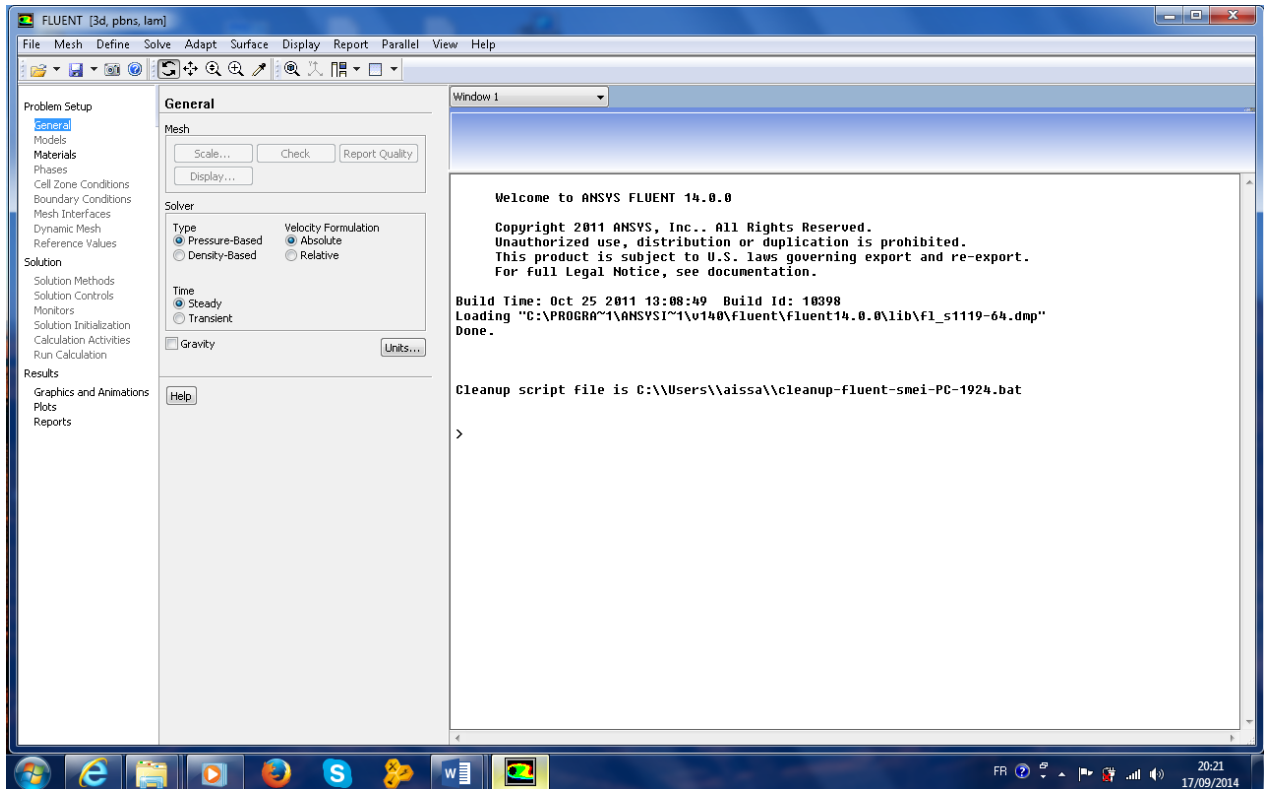 FLUENT [3d, pbns, lam]
File Mesh Define Solve Adapt Surface Display Report Parallel View Help
Problem Setup
General
Models
Materials
Phases
Cell Zone Conditions
Boundary Conditions
Mesh Interfaces
Dynamic Mesh
Reference Values
Solution
Solution Methods
Solution Controls
Monitors
Solution Initialization
Calculation Activities
Run Calculation
Results
Graphics and Animations
Plots
Reports
General
Mesh
Scale... Check Report Quality
Display...
Solver
Type Velocity Formulation
Pressure-Based Absolute
Density-Based Relative
Time
Steady
Transient
Gravity Units...
Help
Window 1
Welcome to ANSYS FLUENT 14.0.0
Copyright 2011 ANSYS, Inc.. All Rights Reserved.
Unauthorized use, distribution or duplication is prohibited.
This product is subject to U.S. laws governing export and re-export.
For full Legal Notice, see documentation.
Build Time: Oct 25 2011 13:08:49 Build Id: 10398
Loading "C:\PROGRA~1\ANSYSI~1\v140\fluent\fluent14.0.0\lib\fl_s1119-64.dmp"
Done.
Cleanup script file is C:\\Users\\aissa\\cleanup-fluent-smei-PC-1924.bat
>
FR
20:21
17/09/2014